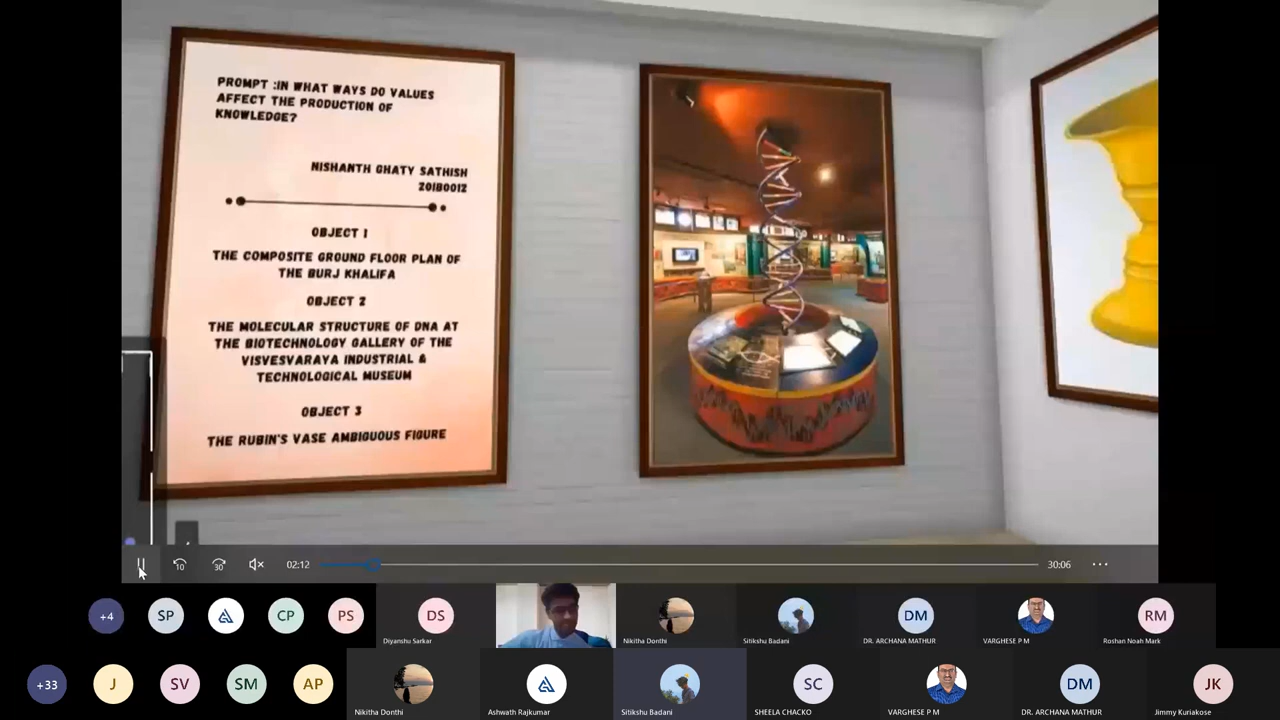 PROMPT :IN WHAT WAYS DO VALUES
AFFECT THE PRODUCTION OF
KNOWLEDGE?
NISHANTH GHATY SATHISH
20IB0012
OBJECT 1
THE COMPOSITE GROUND FLOOR PLAN OF
THE BURJ KHALIFA
OBJECT 2
THE MOLECULAR STRUCTURE OF DNA AT
THE BIOTECHNOLOGY GALLERY OF THE
VISVESVARAYA INDUSTRIAL &
TECHNOLOGICAL MUSEUM
OBJECT 3
THE RUBIN'S VASE AMBIGUOUS FIGURE
10
30
02:12
30:06
+4
SP
CP
PS
DS
DM
RM
Diyanshu Sarkar
Nikitha Donthi
Sitikshu Badani
DR. ARCHANA MATHUR
VARGHESE P M
Roshan Noah Mark
+33
J
SV
SM
AP
SC
DM
JK
Nikitha Donthi
Ashwath Rajkumar
Sitikshu Badani
SHEELA CHACKO
VARGHESE P M
DR. ARCHANA MATHUR
Jimmy Kuriakose